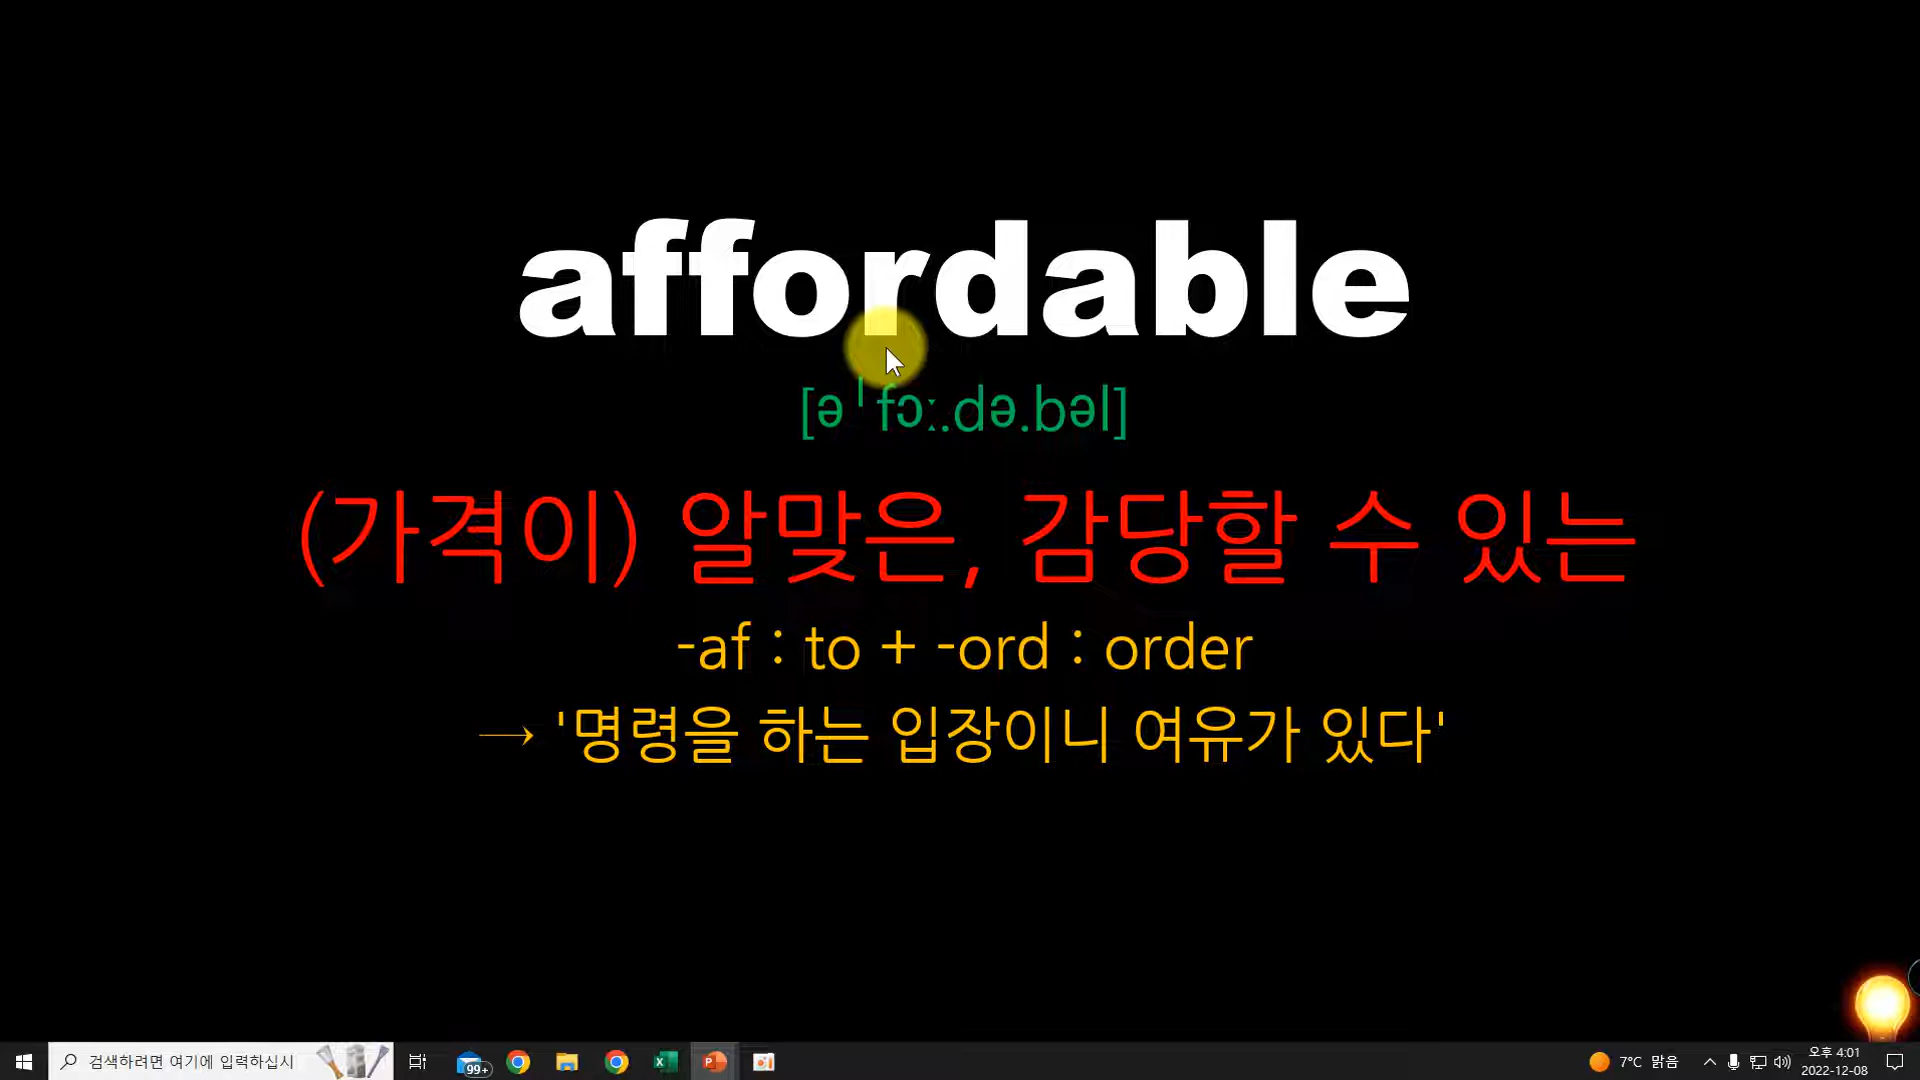 affordable
[əˈfɔː.də.bəl]
(가격이) 알맞은, 감당할 수 있는
-af : to + -ord : order
→ '명령을 하는 입장이니 여유가 있다'
검색하려면 여기에 입력하십시
99+
7°C 맑음
오후 4:01
2022-12-08